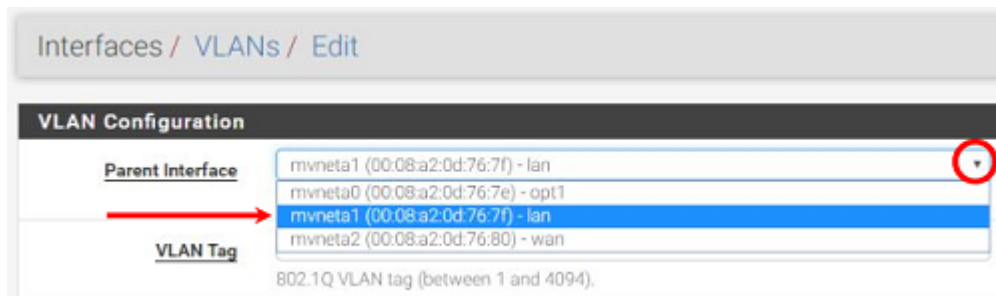 Interfaces / VLANs / Edit
VLAN Configuration
Parent Interface
mvneta1 (00:08:a2:0d:76:7f) - lan
mvneta0 (00:08:a2:0d:76:7e) - opt1
mvneta1 (00:08:a2:0d:76:7f) - lan
mvneta2 (00:08:a2:0d:76:80) - wan
VLAN Tag
802.1Q VLAN tag (between 1 and 4094).